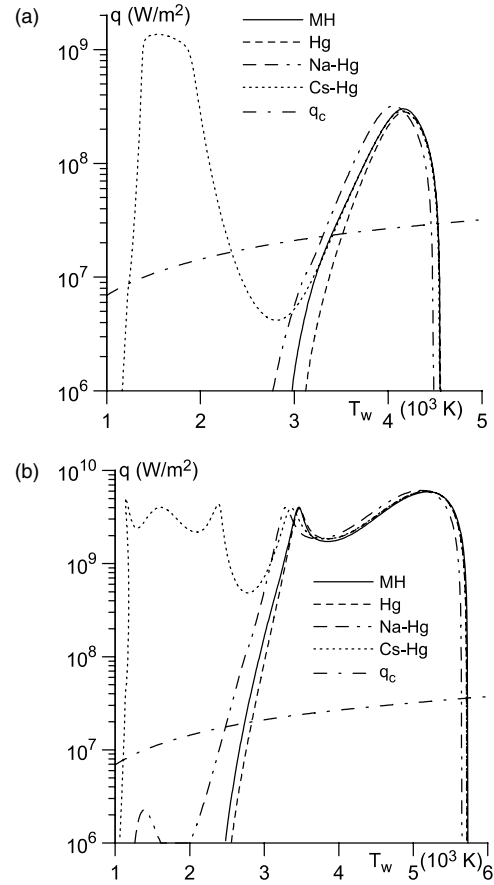 (a)
q (W/m²)
MH
Hg
Na-Hg
Cs-Hg
q_c
10⁹
10⁸
10⁷
10⁶
1 2 3 4 5
T_w (10³ K)
(b)
q (W/m²)
10¹⁰
10⁹
10⁸
10⁷
10⁶
MH
Hg
Na-Hg
Cs-Hg
q_c
1 2 3 4 5 6
T_w (10³ K)